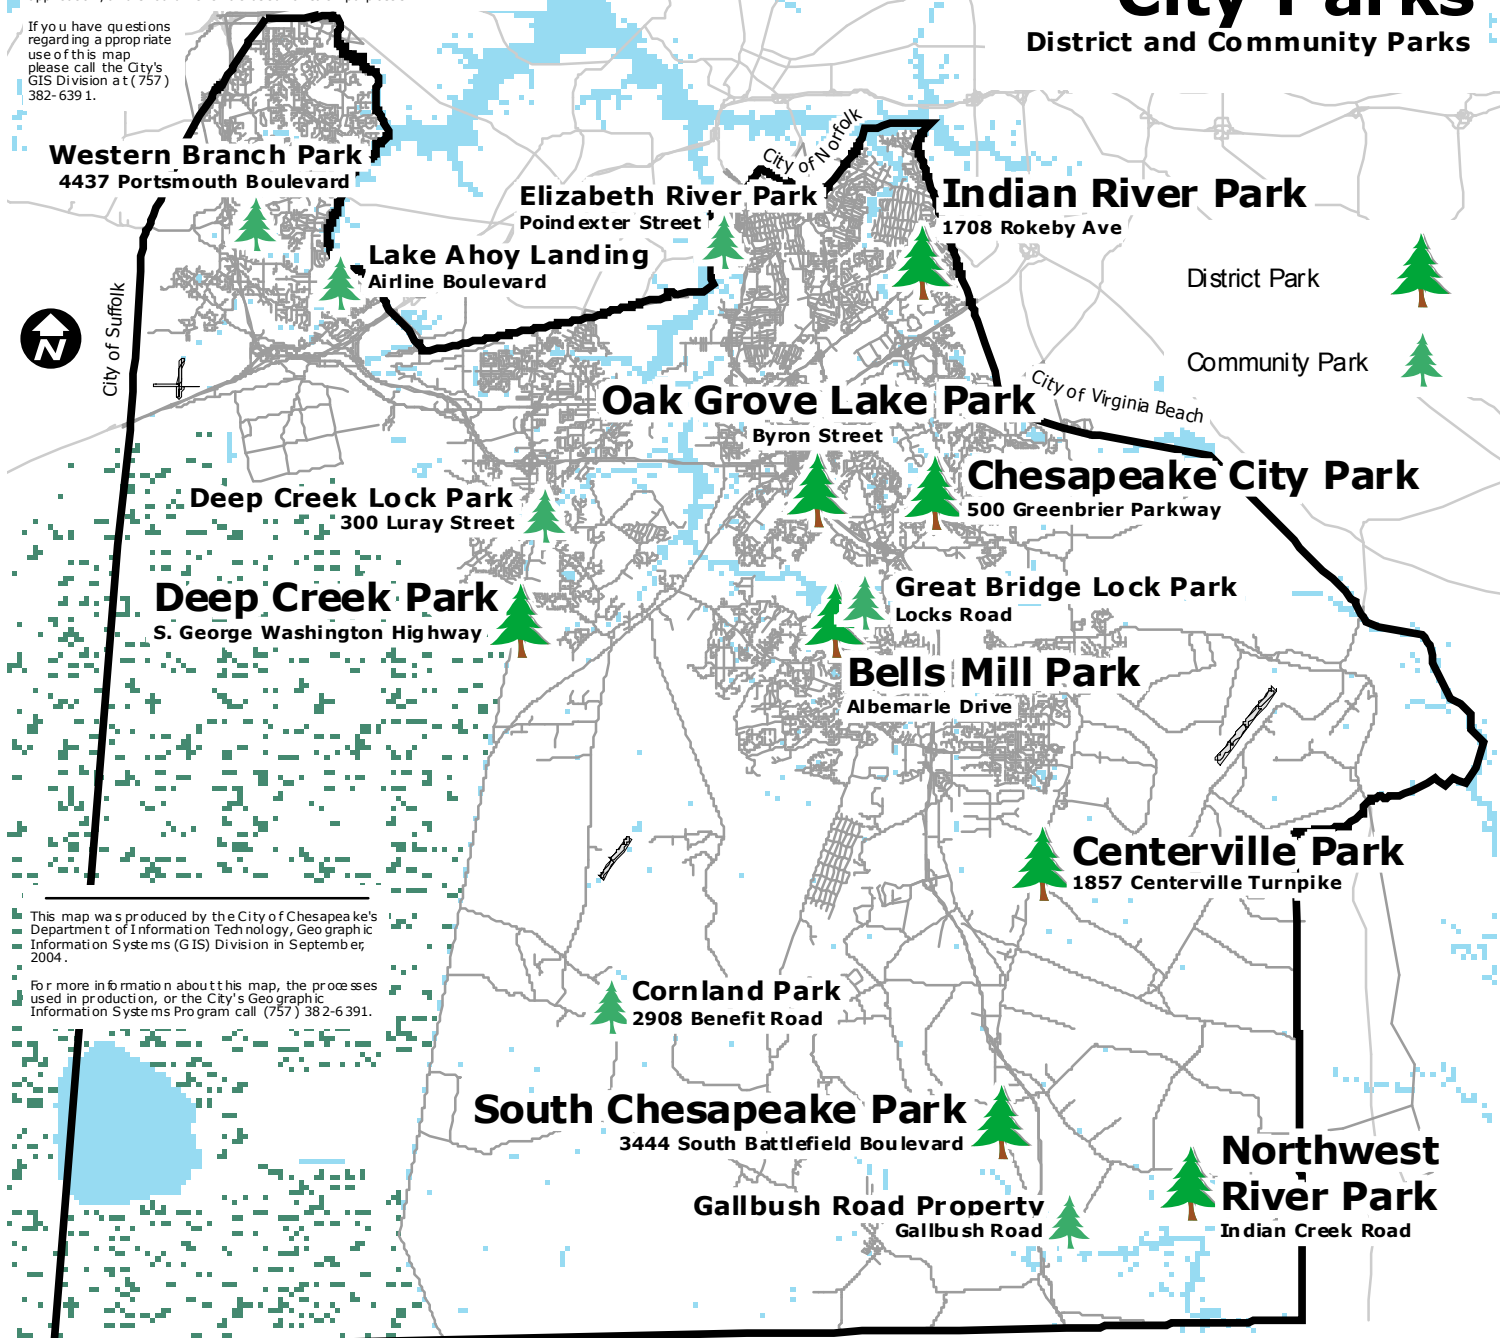 City Parks
District and Community Parks
If you have questions
regarding appropriate
use of this map
please call the City's
GIS Division at (757)
382-6391.
City of Norfolk
Western Branch Park
4437 Portsmouth Boulevard
Elizabeth River Park
Poindexter Street
Indian River Park
1708 Rokeby Ave
Lake Ahoy Landing
Airline Boulevard
District Park
Community Park
City of Suffolk
N
City of Virginia Beach
Oak Grove Lake Park
Byron Street
Chesapeake City Park
500 Greenbrier Parkway
Deep Creek Lock Park
300 Luray Street
Deep Creek Park
S. George Washington Highway
Great Bridge Lock Park
Locks Road
Bells Mill Park
Albemarle Drive
Centerville Park
1857 Centerville Turnpike
This map was produced by the City of Chesapeake's
Department of Information Technology, Geographic
Information Systems (GIS) Division in September,
2004.
For more information about this map, the processes
used in production, or the City's Geographic
Information Systems Program call (757) 382-6391.
Cornland Park
2908 Benefit Road
South Chesapeake Park
3444 South Battlefield Boulevard
Northwest
River Park
Indian Creek Road
Gallbush Road Property
Gallbush Road